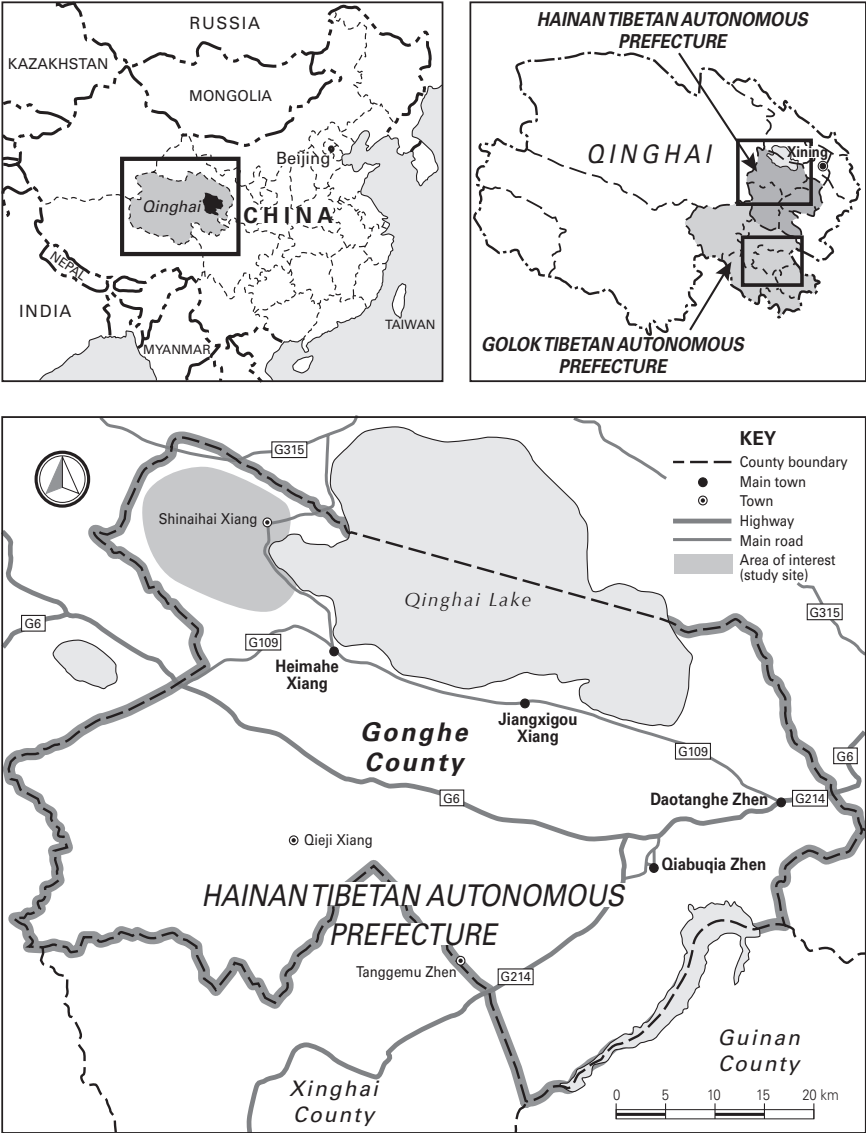 RUSSIA
KAZAKHSTAN
MONGOLIA
Beijing
Qinghai
CHINA
NEPAL
INDIA
TAIWAN
MYANMAR
HAINAN TIBETAN AUTONOMOUS
PREFECTURE
QINGHAI
Xining
GOLOK TIBETAN AUTONOMOUS
PREFECTURE
KEY
County boundary
Main town
Town
Highway
Main road
Area of interest
(study site)
G315
Shinaihai Xiang
Qinghai Lake
G315
G6
G109
Heimahe
Xiang
Jiangxigou
Xiang
Gonghe
County
G109
G6
G6
Daotanghe Zhen
G214
Qieji Xiang
Qiabuqia Zhen
HAINAN TIBETAN AUTONOMOUS
PREFECTURE
Tanggemu Zhen
G214
Guinan
County
Xinghai
County
0 5 10 15 20 km